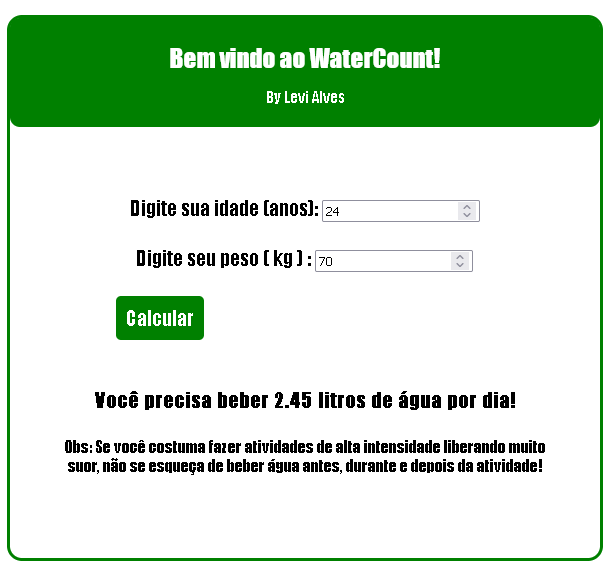 Bem vindo ao WaterCount!
By Levi Alves
Digite sua idade (anos): 24
Digite seu peso ( kg ) : 70
Calcular
Você precisa beber 2.45 litros de água por dia!
Obs: Se você costuma fazer atividades de alta intensidade liberando muito
suor, não se esqueça de beber água antes, durante e depois da atividade!